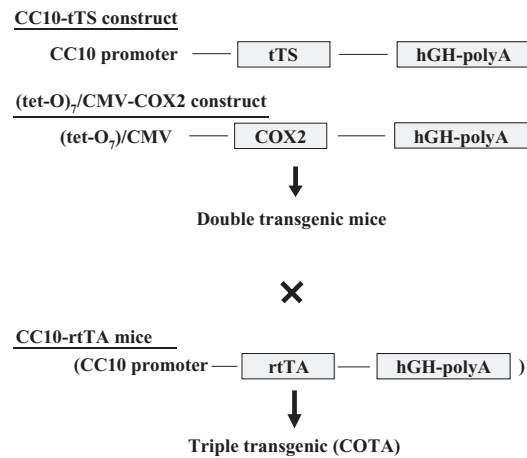 CC10-tTS construct
CC10 promoter tTS hGH-polyA
(tet-O)7/CMV-COX2 construct
(tet-O7)/CMV COX2 hGH-polyA
Double transgenic mice
×
CC10-rtTA mice
(CC10 promoter rtTA hGH-polyA )
Triple transgenic (COTA)